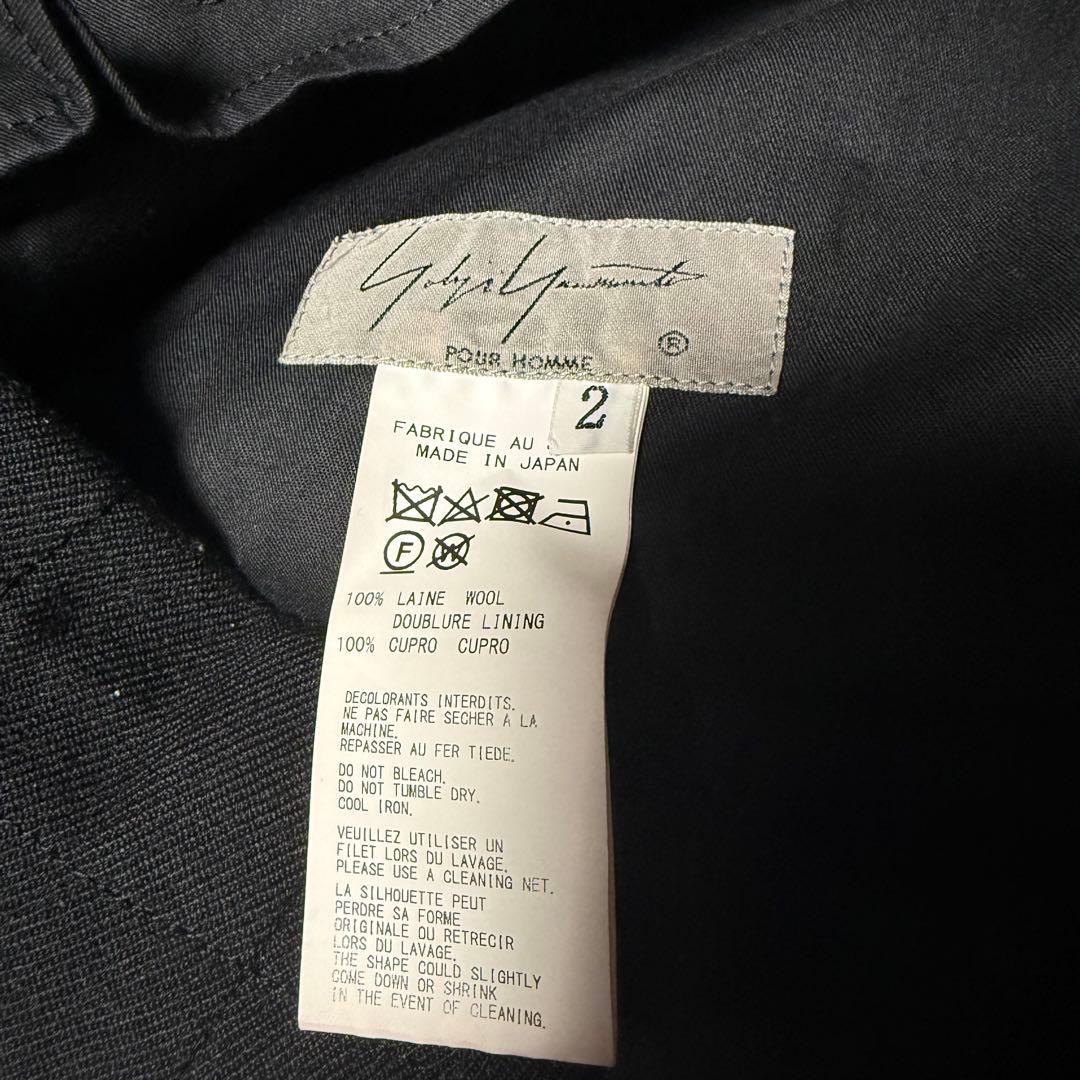 Yohji Yamamoto
®
POUR HOMME
2
FABRIQUE AU
MADE IN JAPAN
F W
100% LAINE WOOL
DOUBLURE LINING
100% CUPRO CUPRO
DECOLORANTS INTERDITS.
NE PAS FAIRE SECHER A LA
MACHINE.
REPASSER AU FER TIEDE.
DO NOT BLEACH.
DO NOT TUMBLE DRY.
COOL IRON.
VEUILLEZ UTILISER UN
FILET LORS DU LAVAGE.
PLEASE USE A CLEANING NET.
LA SILHOUETTE PEUT
PERDRE SA FORME
ORIGINALE OU RETRECIR
LORS DU LAVAGE.
THE SHAPE COULD SLIGHTLY
COME DOWN OR SHRINK
IN THE EVENT OF CLEANING.